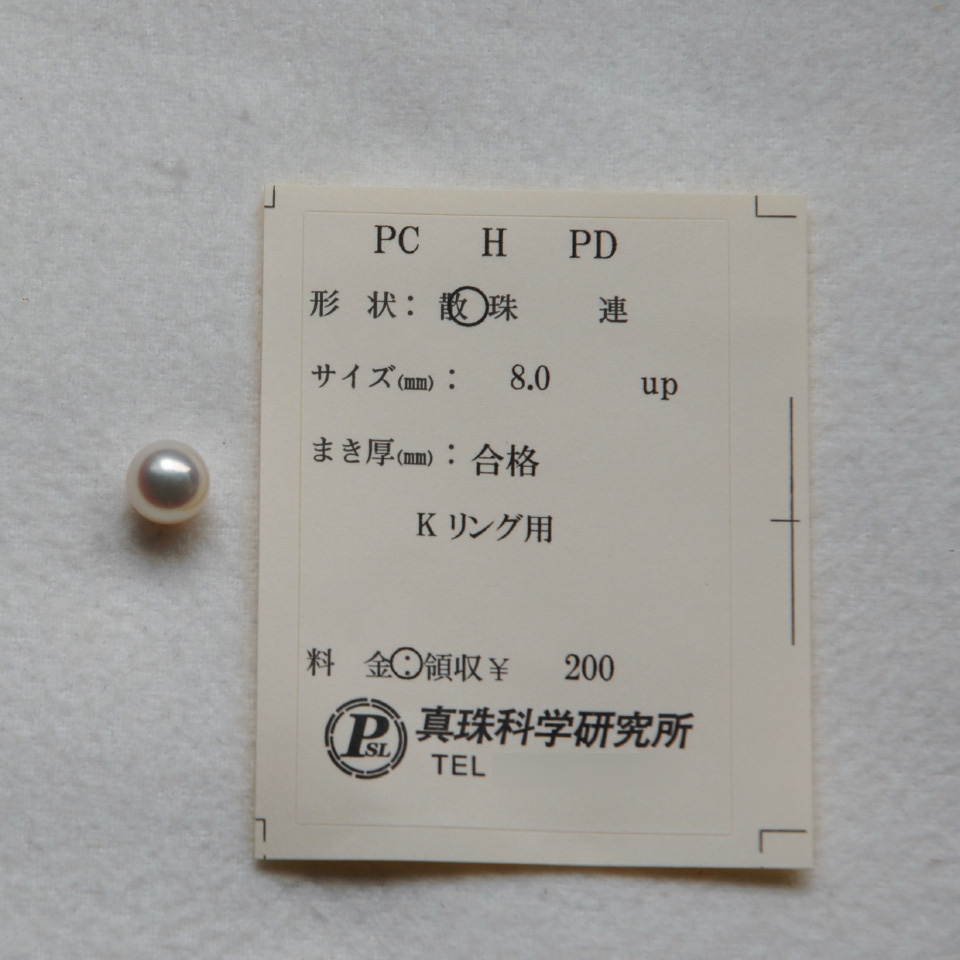 PC H PD
形 状： 散 珠 連
サイズ(㎜)： 8.0 up
まき厚(㎜)：合格
K リング用
料 金：領収￥ 200
PSL 真珠科学研究所
TEL